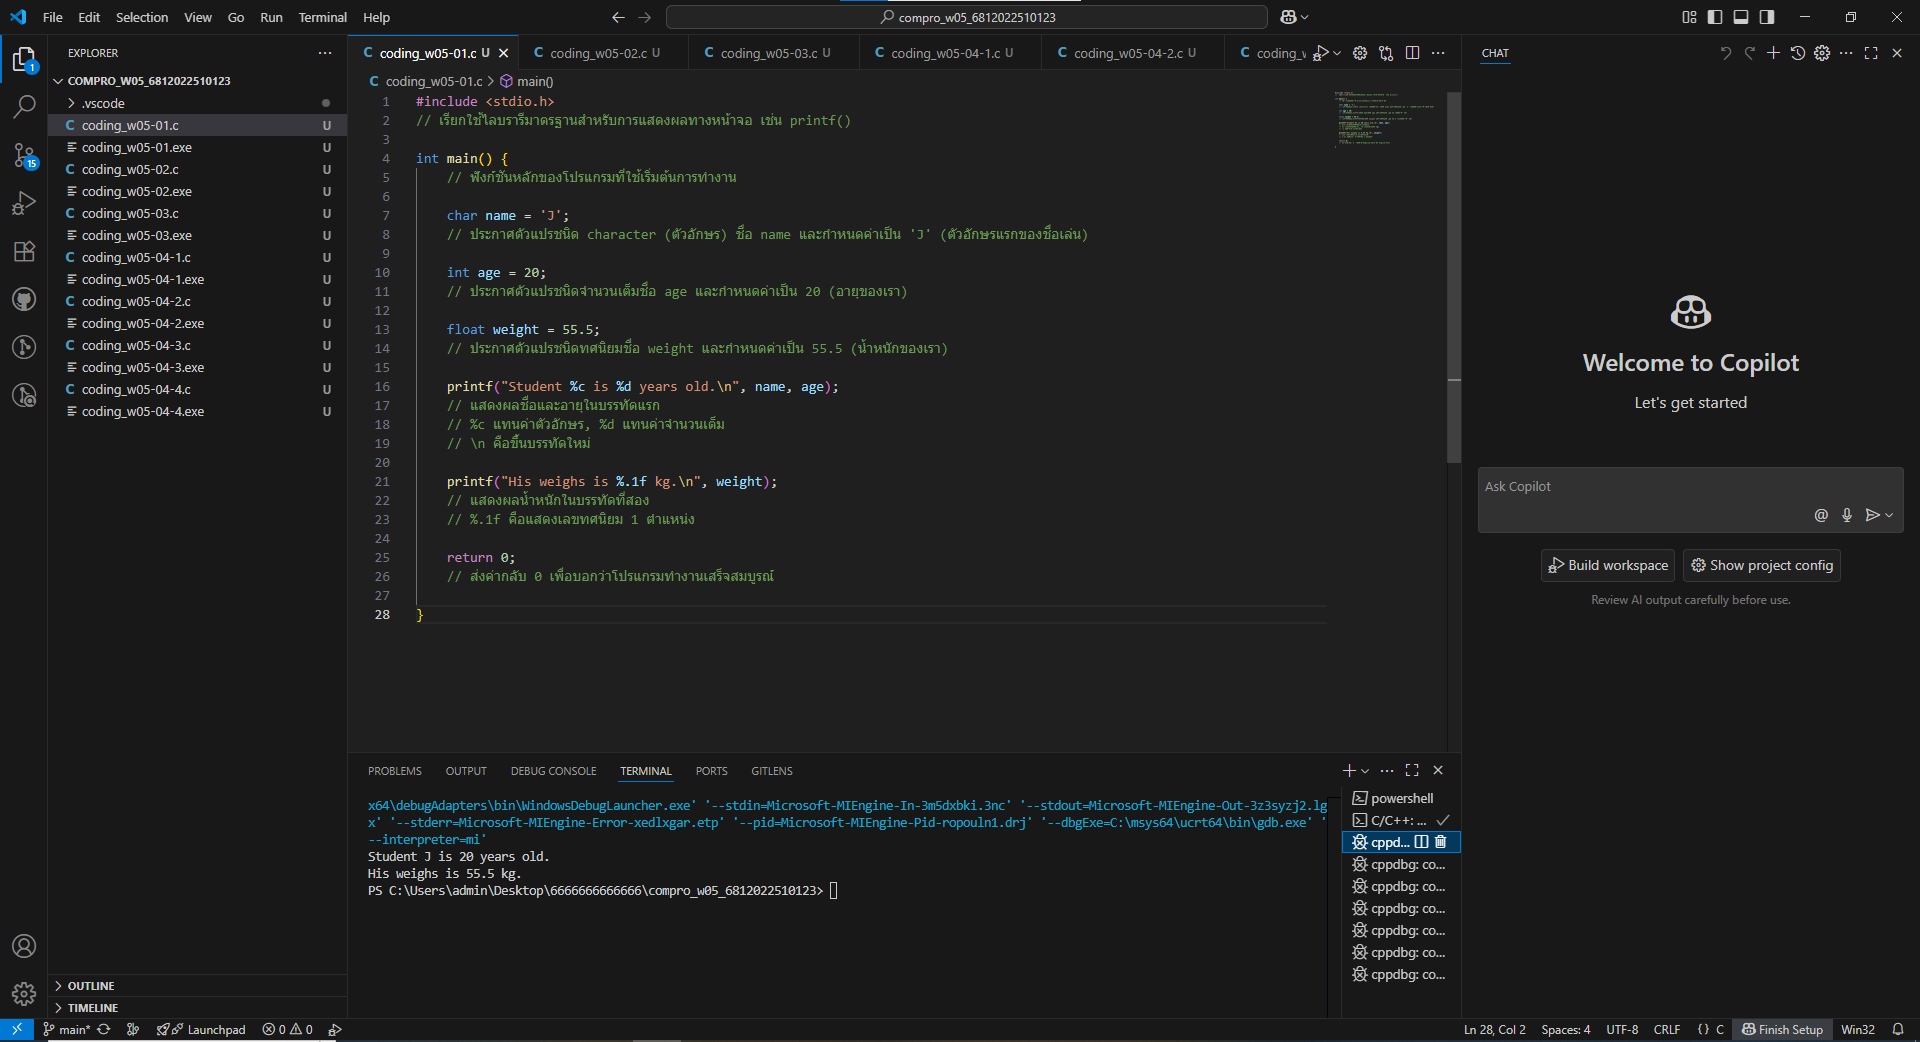 File Edit Selection View Go Run Terminal Help
compro_w05_6812022510123
EXPLORER
COMPRO_W05_6812022510123
.vscode
coding_w05-01.c U
coding_w05-01.exe U
coding_w05-02.c U
coding_w05-02.exe U
coding_w05-03.c U
coding_w05-03.exe U
coding_w05-04-1.c U
coding_w05-04-1.exe U
coding_w05-04-2.c U
coding_w05-04-2.exe U
coding_w05-04-3.c U
coding_w05-04-3.exe U
coding_w05-04-4.c U
coding_w05-04-4.exe U
OUTLINE
TIMELINE
1
15
C coding_w05-01.c U C coding_w05-02.c U C coding_w05-03.c U C coding_w05-04-1.c U C coding_w05-04-2.c U C coding_
C coding_w05-01.c > main()
1 #include <stdio.h>
2 // เรียกใช้ไลบรารีมาตรฐานสำหรับการแสดงผลทางหน้าจอ เช่น printf()
3
4 int main() {
5 // ฟังก์ชันหลักของโปรแกรมที่ใช้เริ่มต้นการทำงาน
6
7 char name = 'J';
8 // ประกาศตัวแปรชนิด character (ตัวอักษร) ชื่อ name และกำหนดค่าเป็น 'J' (ตัวอักษรแรกของชื่อเล่น)
9
10 int age = 20;
11 // ประกาศตัวแปรชนิดจำนวนเต็มชื่อ age และกำหนดค่าเป็น 20 (อายุของเรา)
12
13 float weight = 55.5;
14 // ประกาศตัวแปรชนิดทศนิยมชื่อ weight และกำหนดค่าเป็น 55.5 (น้ำหนักของเรา)
15
16 printf("Student %c is %d years old.\n", name, age);
17 // แสดงผลชื่อและอายุในบรรทัดแรก
18 // %c แทนค่าตัวอักษร, %d แทนค่าจำนวนเต็ม
19 // \n คือขึ้นบรรทัดใหม่
20
21 printf("His weighs is %.1f kg.\n", weight);
22 // แสดงผลน้ำหนักในบรรทัดที่สอง
23 // %.1f คือแสดงเลขทศนิยม 1 ตำแหน่ง
24
25 return 0;
26 // ส่งค่ากลับ 0 เพื่อบอกว่าโปรแกรมทำงานเสร็จสมบูรณ์
27
28 }
PROBLEMS OUTPUT DEBUG CONSOLE TERMINAL PORTS GITLENS
x64\debugAdapters\bin\WindowsDebugLauncher.exe' '--stdin=Microsoft-MIEngine-In-3m5dxbki.3nc' '--stdout=Microsoft-MIEngine-Out-3z3syzj2.lg
x' '--stderr=Microsoft-MIEngine-Error-xedlxgar.etp' '--pid=Microsoft-MIEngine-Pid-ropouln1.drj' '--dbgExe=C:\msys64\ucrt64\bin\gdb.exe' '
--interpreter=mi'
Student J is 20 years old.
His weighs is 55.5 kg.
PS C:\Users\admin\Desktop\6666666666666\compro_w05_6812022510123>
powershell
C/C++: ...
cppd...
cppdbg: co...
cppdbg: co...
cppdbg: co...
cppdbg: co...
cppdbg: co...
cppdbg: co...
CHAT
Welcome to Copilot
Let's get started
Ask Copilot
Build workspace
Show project config
Review AI output carefully before use.
main* Launchpad 0 0
Ln 28, Col 2 Spaces: 4 UTF-8 CRLF {} C Finish Setup Win32